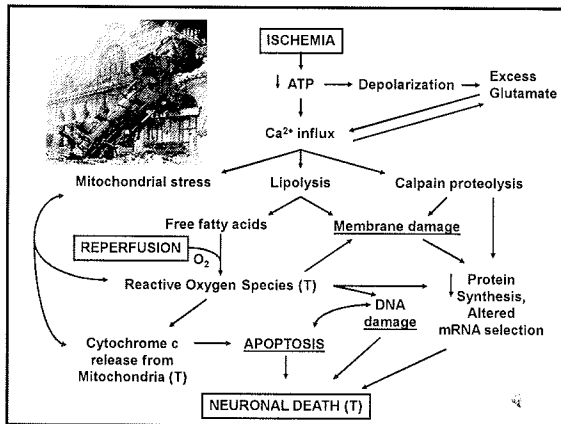 ISCHEMIA
ATP
Depolarization
Excess
Glutamate
Ca²⁺ influx
Mitochondrial stress
Lipolysis
Calpain proteolysis
Free fatty acids
Membrane damage
REPERFUSION
O₂
Reactive Oxygen Species (T)
Protein
Synthesis,
Altered
mRNA selection
DNA
damage
Cytochrome c
release from
Mitochondria (T)
APOPTOSIS
NEURONAL DEATH (T)